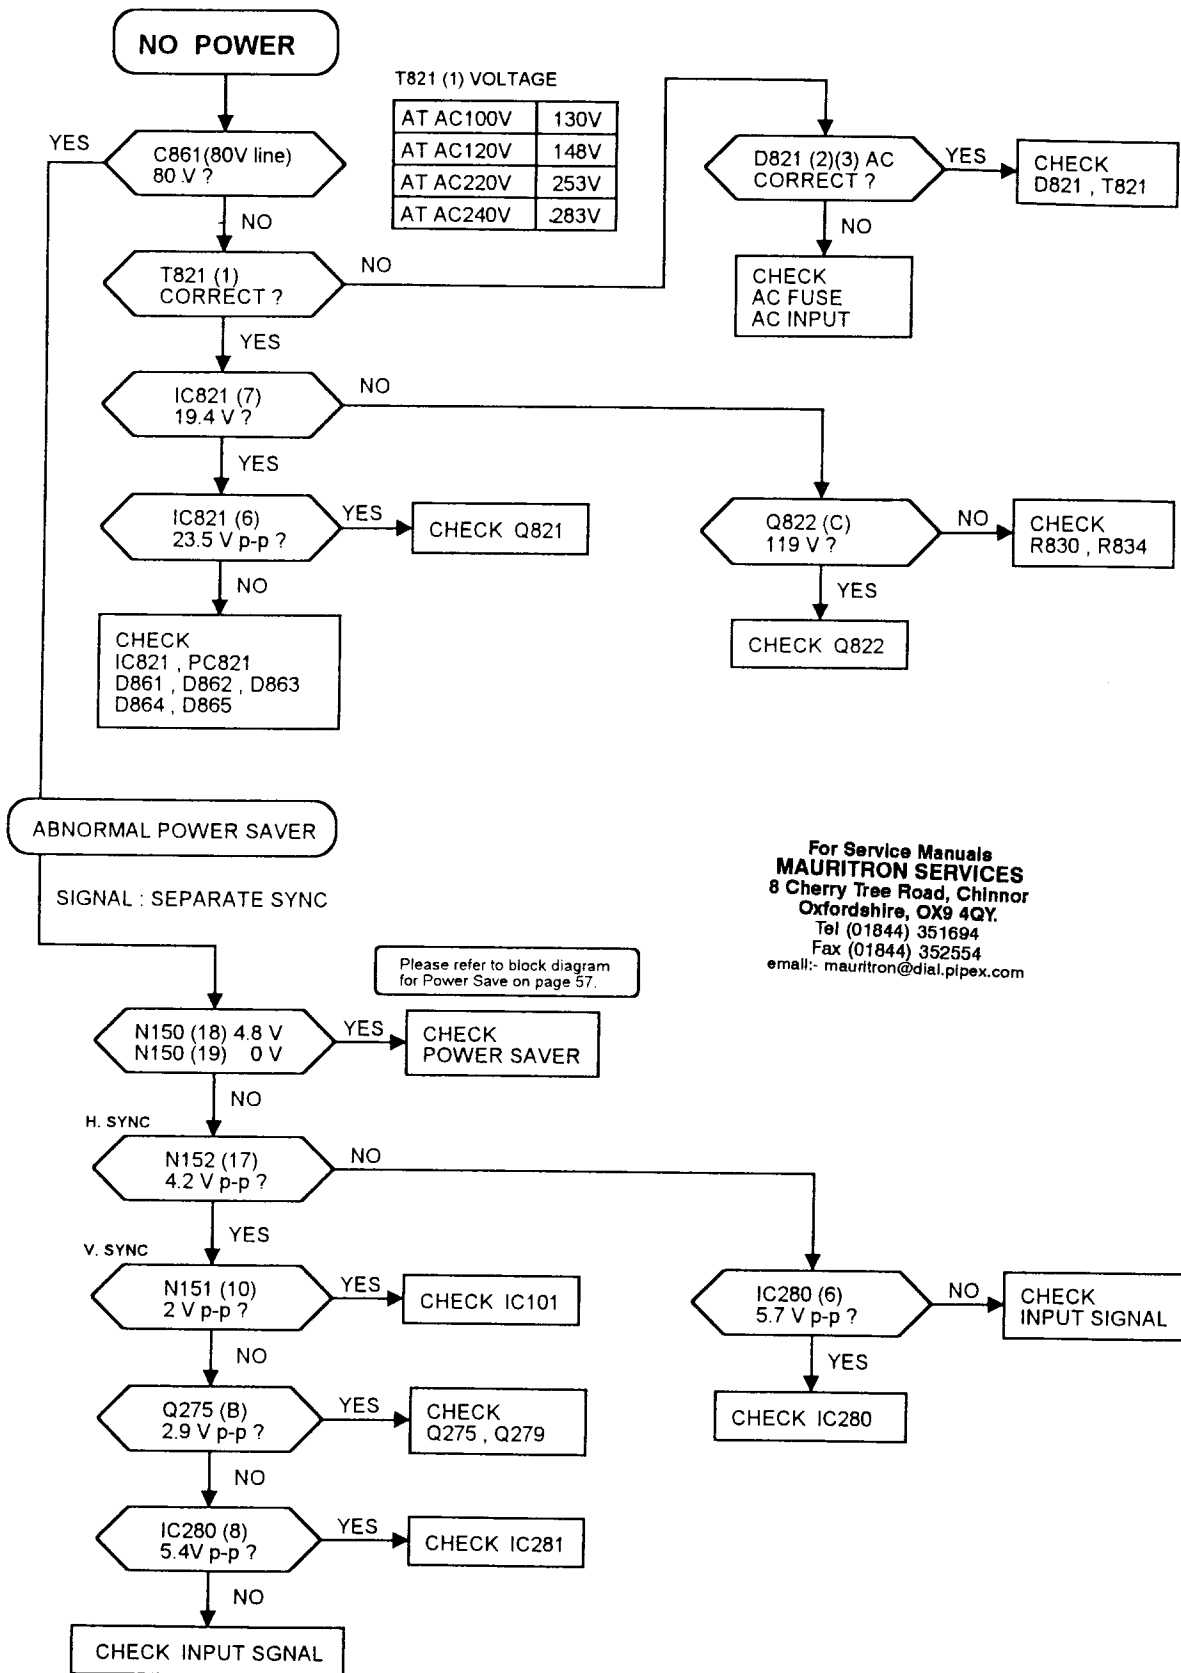 NO POWER
T821 (1) VOLTAGE
AT AC100V 130V
AT AC120V 148V
AT AC220V 253V
AT AC240V .283V
YES
C861(80V line)
80 .V ?
NO
D821 (2)(3) AC
CORRECT ?
YES
CHECK
D821 , T821
NO
CHECK
AC FUSE
AC INPUT
T821 (1)
CORRECT ?
NO
YES
IC821 (7)
19.4 V ?
NO
YES
IC821 (6)
23.5 V p-p ?
YES
CHECK Q821
NO
CHECK
IC821 , PC821
D861 , D862 , D863
D864 , D865
Q822 (C)
119 V ?
NO
CHECK
R830 , R834
YES
CHECK Q822
ABNORMAL POWER SAVER
SIGNAL : SEPARATE SYNC
For Service Manuals
MAURITRON SERVICES
8 Cherry Tree Road, Chinnor
Oxfordshire, OX9 4QY.
Tel (01844) 351694
Fax (01844) 352554
email:- mauritron@dial.pipex.com
Please refer to block diagram
for Power Save on page 57.
N150 (18) 4.8 V
N150 (19) 0 V
YES
CHECK
POWER SAVER
NO
H. SYNC
N152 (17)
4.2 V p-p ?
NO
YES
V. SYNC
N151 (10)
2 V p-p ?
YES
CHECK IC101
NO
IC280 (6)
5.7 V p-p ?
NO
CHECK
INPUT SIGNAL
YES
CHECK IC280
Q275 (B)
2.9 V p-p ?
YES
CHECK
Q275 , Q279
NO
IC280 (8)
5.4V p-p ?
YES
CHECK IC281
NO
CHECK INPUT SGNAL